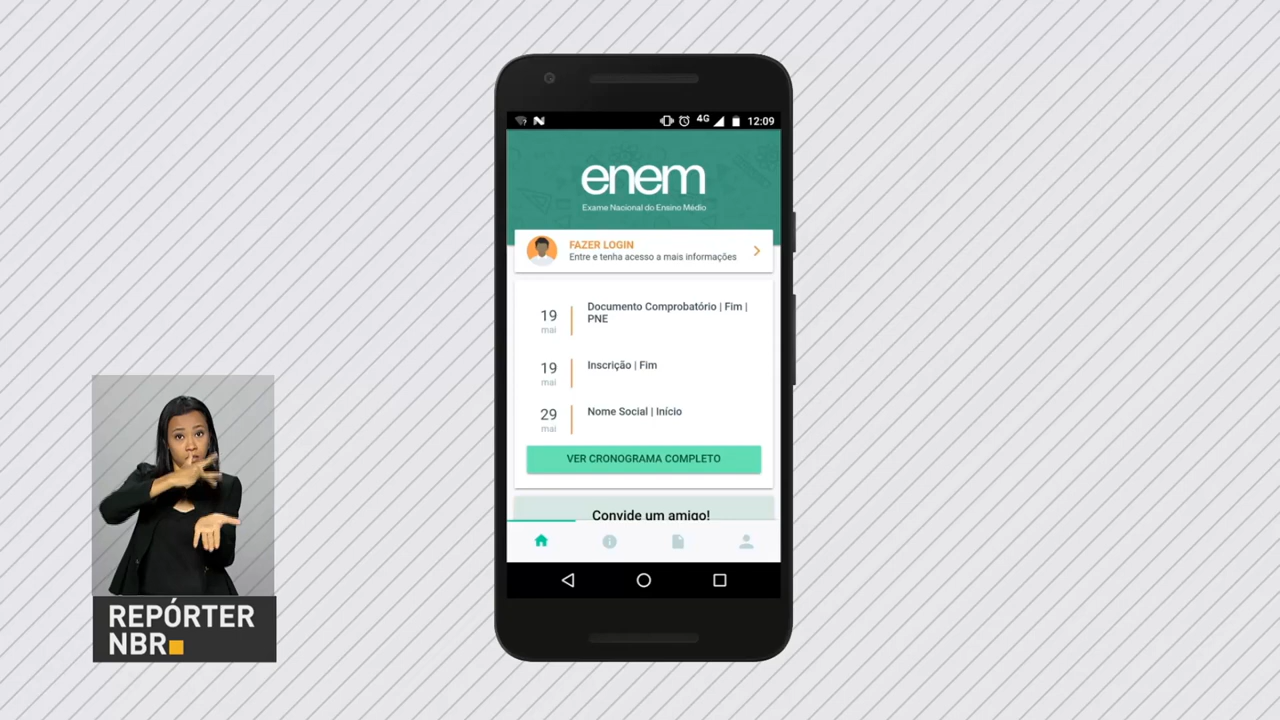 4G 12:09
enem
Exame Nacional do Ensino Médio
FAZER LOGIN
Entre e tenha acesso a mais informações
19
mai
Documento Comprobatório | Fim |
PNE
19
mai
Inscrição | Fim
29
mai
Nome Social | Início
VER CRONOGRAMA COMPLETO
Convide um amigo!
REPÓRTER
NBR